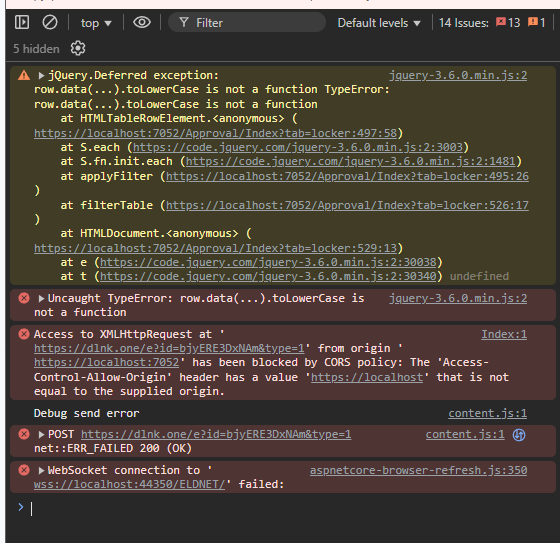 top
Filter
Default levels
14 Issues:
13
1
5 hidden
jQuery.Deferred exception: jquery-3.6.0.min.js:2
row.data(...).toLowerCase is not a function TypeError:
row.data(...).toLowerCase is not a function
at HTMLTableRowElement.<anonymous> (
https://localhost:7052/Approval/Index?tab=locker:497:58)
at S.each (https://code.jquery.com/jquery-3.6.0.min.js:2:3003)
at S.fn.init.each (https://code.jquery.com/jquery-3.6.0.min.js:2:1481)
at applyFilter (https://localhost:7052/Approval/Index?tab=locker:495:26
)
at filterTable (https://localhost:7052/Approval/Index?tab=locker:526:17
)
at HTMLDocument.<anonymous> (
https://localhost:7052/Approval/Index?tab=locker:529:13)
at e (https://code.jquery.com/jquery-3.6.0.min.js:2:30038)
at t (https://code.jquery.com/jquery-3.6.0.min.js:2:30340) undefined
Uncaught TypeError: row.data(...).toLowerCase is jquery-3.6.0.min.js:2
not a function
Access to XMLHttpRequest at ' Index:1
https://dlnk.one/e?id=bjyERE3DxNAm&type=1' from origin '
https://localhost:7052' has been blocked by CORS policy: The 'Access-
Control-Allow-Origin' header has a value 'https://localhost' that is not
equal to the supplied origin.
Debug send error content.js:1
POST https://dlnk.one/e?id=bjyERE3DxNAm&type=1 content.js:1
net::ERR_FAILED 200 (OK)
WebSocket connection to ' aspnetcore-browser-refresh.js:350
wss://localhost:44350/ELDNET/' failed: